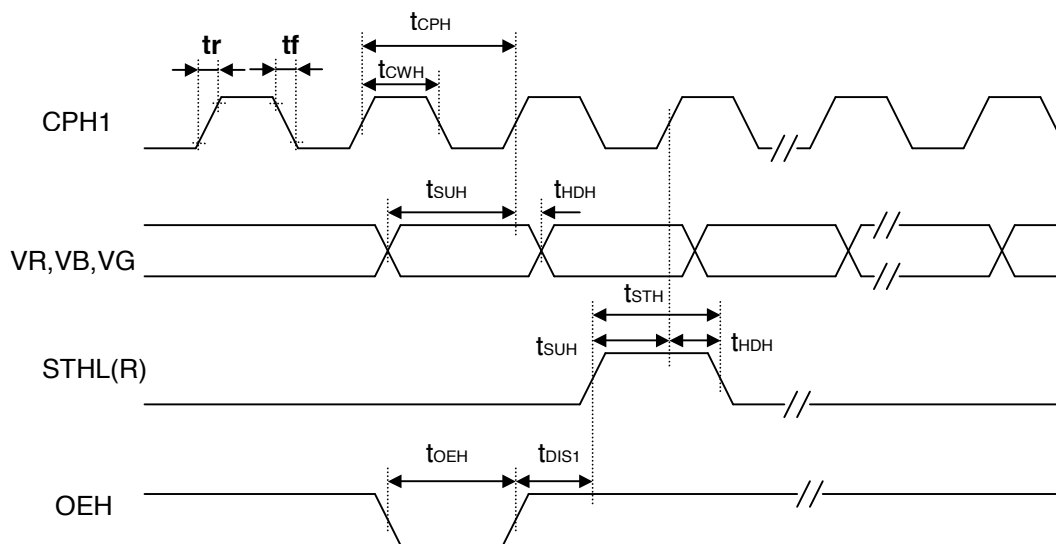 tCPH
tr tf
tCWH
CPH1
tSUH tHDH
VR,VB,VG
tSTH
tSUH tHDH
STHL(R)
tOEH tDIS1
OEH